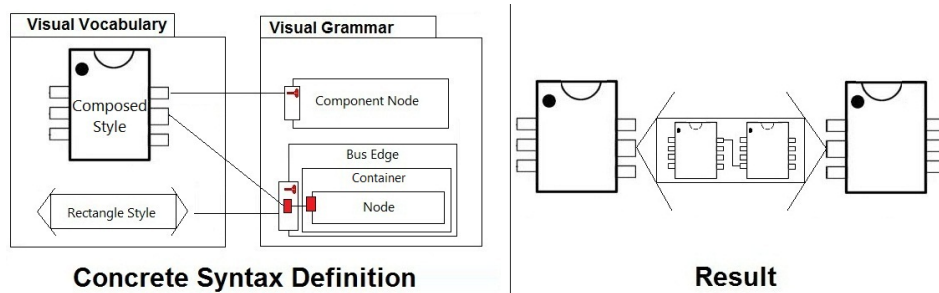 Visual Vocabulary
Visual Grammar
Composed
Style
Component Node
Bus Edge
Container
Rectangle Style
Node
Concrete Syntax Definition
Result